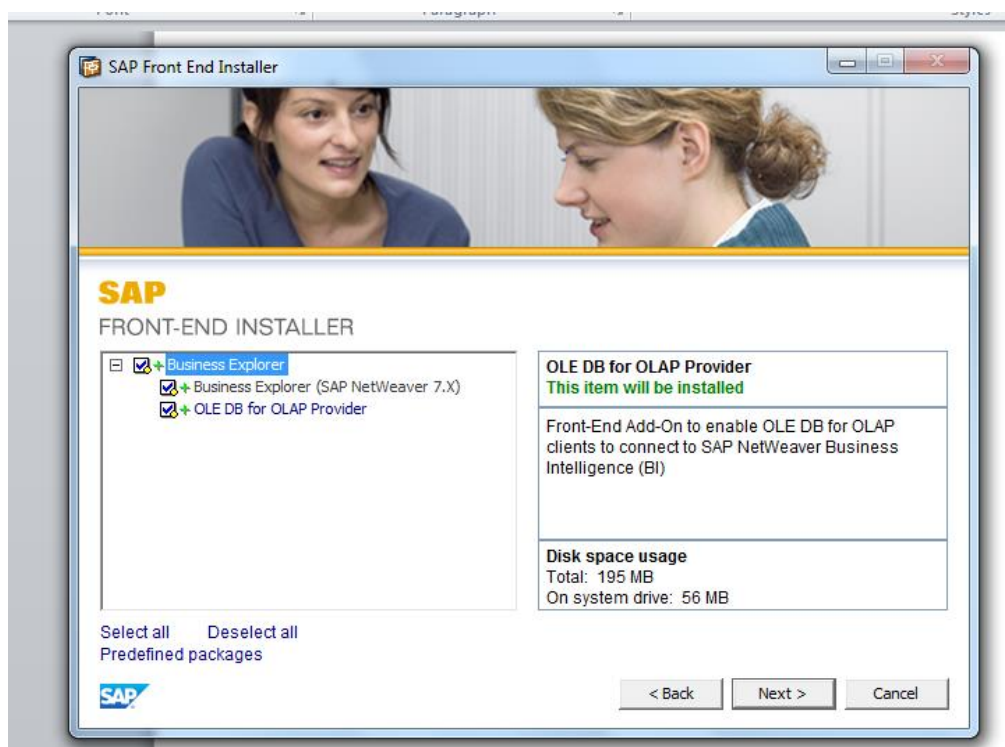 Font
Paragraph
Styles
SAP Front End Installer
SAP
FRONT-END INSTALLER
Business Explorer
Business Explorer (SAP NetWeaver 7.X)
OLE DB for OLAP Provider
OLE DB for OLAP Provider
This item will be installed
Front-End Add-On to enable OLE DB for OLAP
clients to connect to SAP NetWeaver Business
Intelligence (BI)
Disk space usage
Total: 195 MB
On system drive: 56 MB
Select all Deselect all
Predefined packages
SAP
< Back Next > Cancel